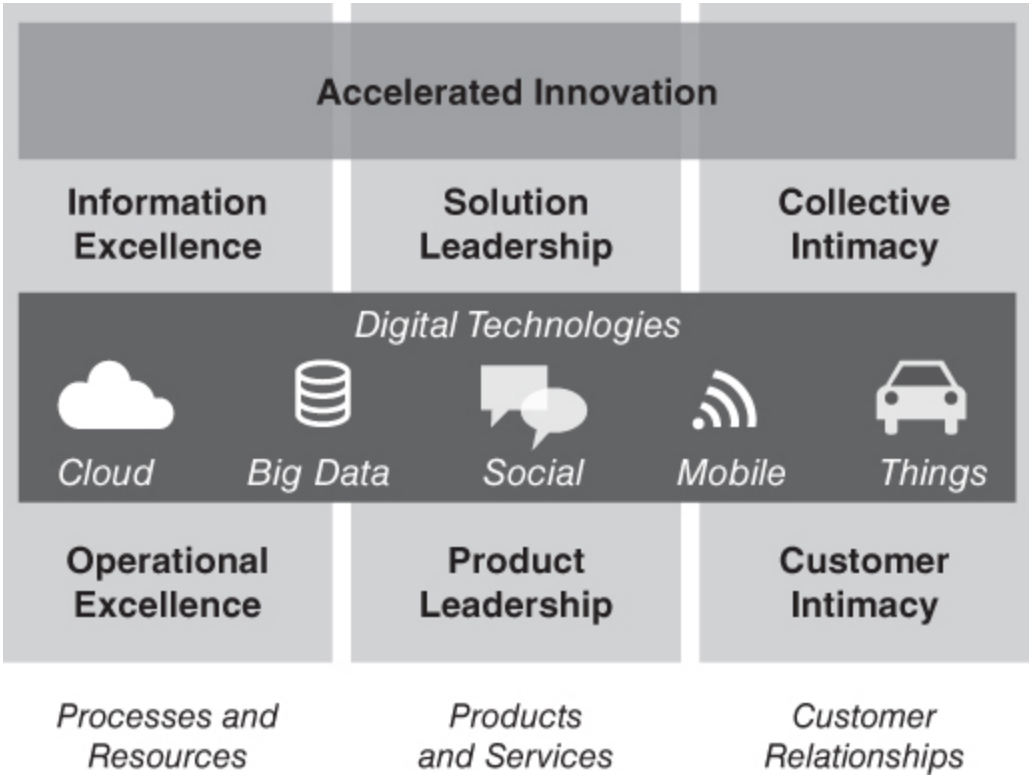 Accelerated Innovation
Information Excellence
Solution Leadership
Collective Intimacy
Digital Technologies
Cloud
Big Data
Social
Mobile
Things
Operational Excellence
Product Leadership
Customer Intimacy
Processes and Resources
Products and Services
Customer Relationships